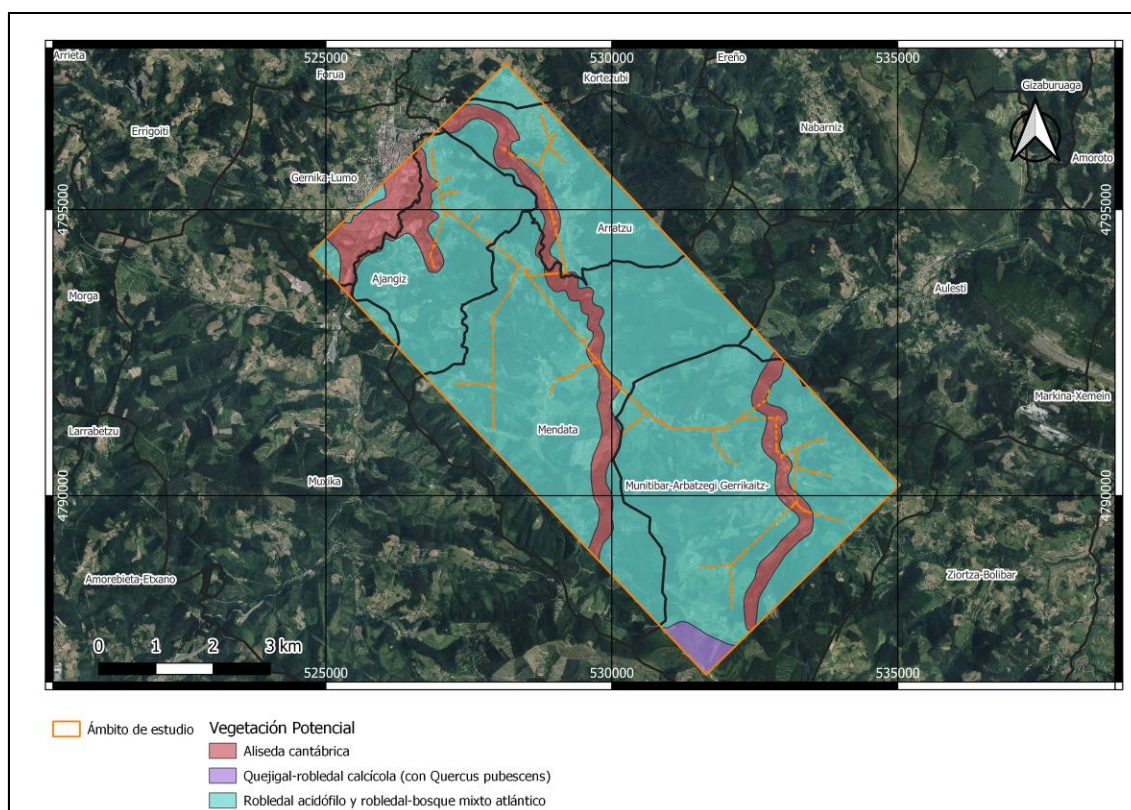 525000
530000
535000
Arrieta
Forua
Kortezubi
Ereño
Gizaburuaga
Errigoiti
Nabarniz
Amoroto
Gernika-Lumo
4795000
4795000
Arratzu
Ajangiz
Morga
Aulesti
Markina-Xemein
Larrabetzu
Mendata
Muxika
Munitibar-Arbatzegi Gerrikaitz-
4790000
4790000
Amorebieta-Etxano
Ziortza-Bolibar
0 1 2 3 km
525000
530000
535000
Ámbito de estudio
Vegetación Potencial
Aliseda cantábrica
Quejigal-robledal calcícola (con Quercus pubescens)
Robledal acidófilo y robledal-bosque mixto atlántico